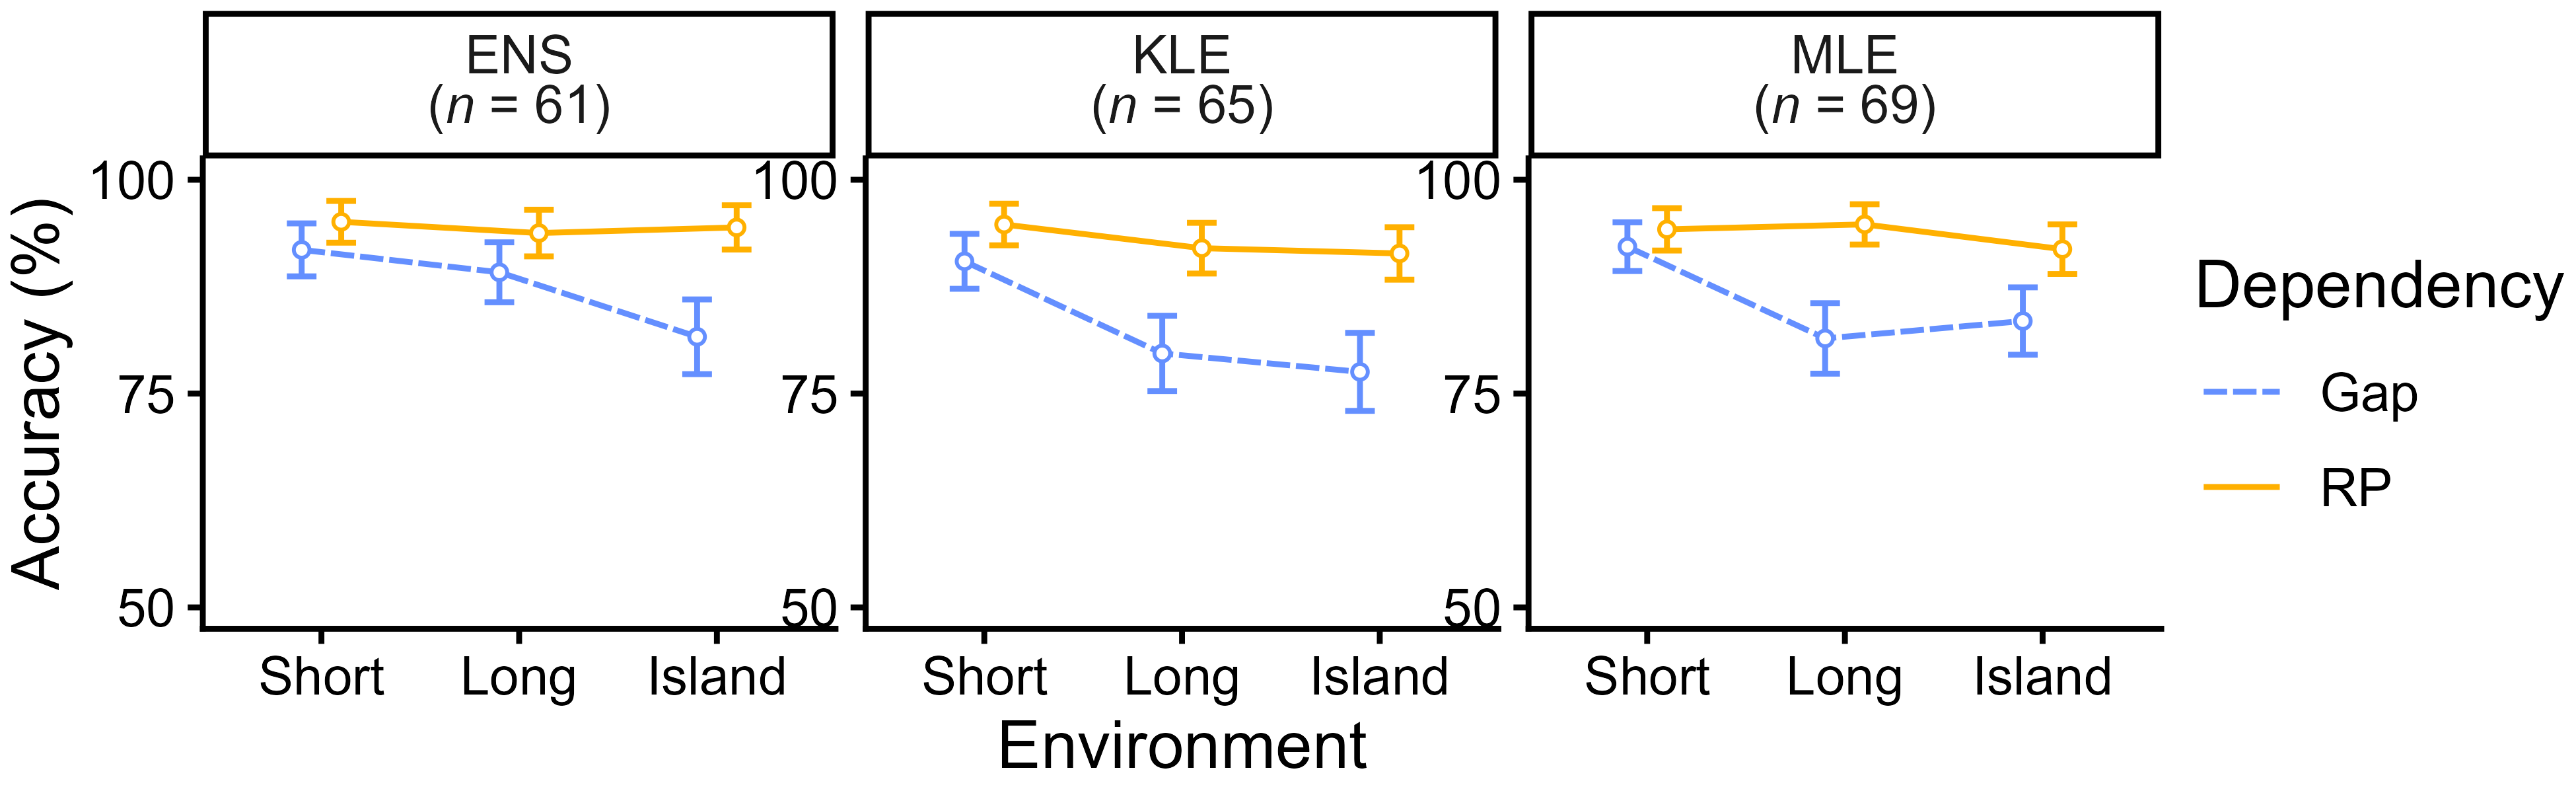 ENS
(n = 61)
KLE
(n = 65)
MLE
(n = 69)
Accuracy (%)
100
75
50
100
75
50
100
75
50
Short Long Island
Short Long Island
Short Long Island
Environment
Dependency
Gap
RP